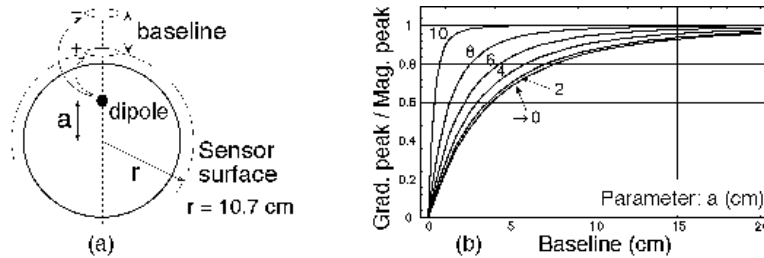 baseline
− −
+ +
dipole
a
r
Sensor
surface
r = 10.7 cm
(a)
Grad. peak / Mag. peak
1
0.8
0.6
0.4
0.2
0
10
8
6
4
2
→0
Parameter: a (cm)
0 5 10 15 20
(b) Baseline (cm)